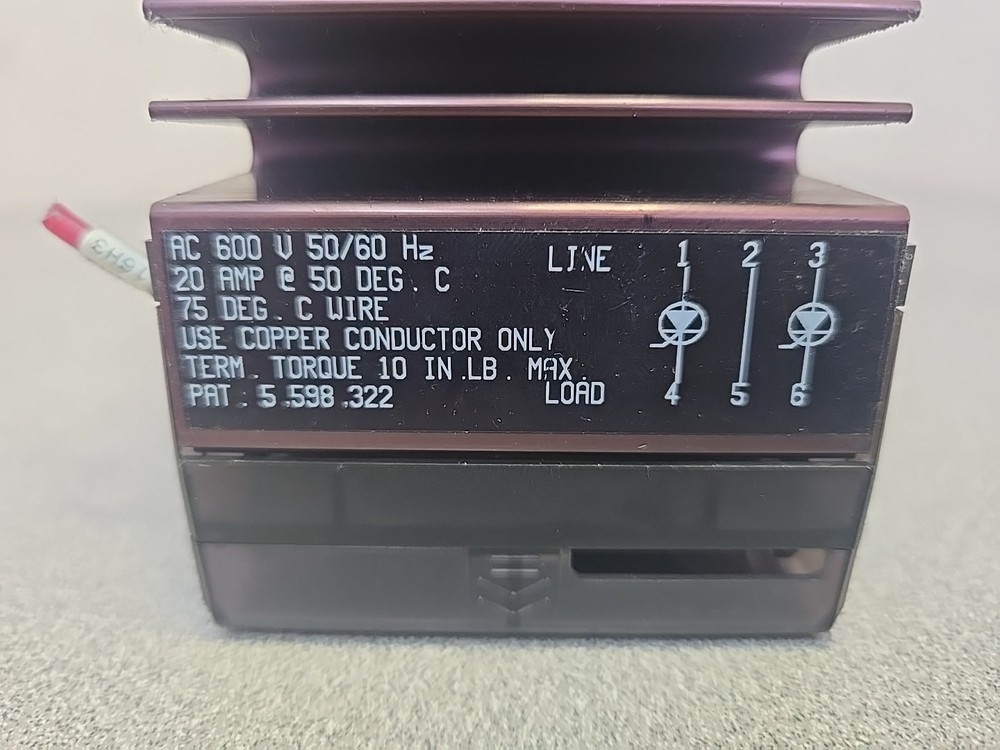 AC 600 V 50/60 Hz
20 AMP @ 50 DEG. C
75 DEG. C WIRE
USE COPPER CONDUCTOR ONLY
TERM. TORQUE 10 IN.LB. MAX.
PAT. 5,598,322
LINE 1 2 3
LOAD 4 5 6